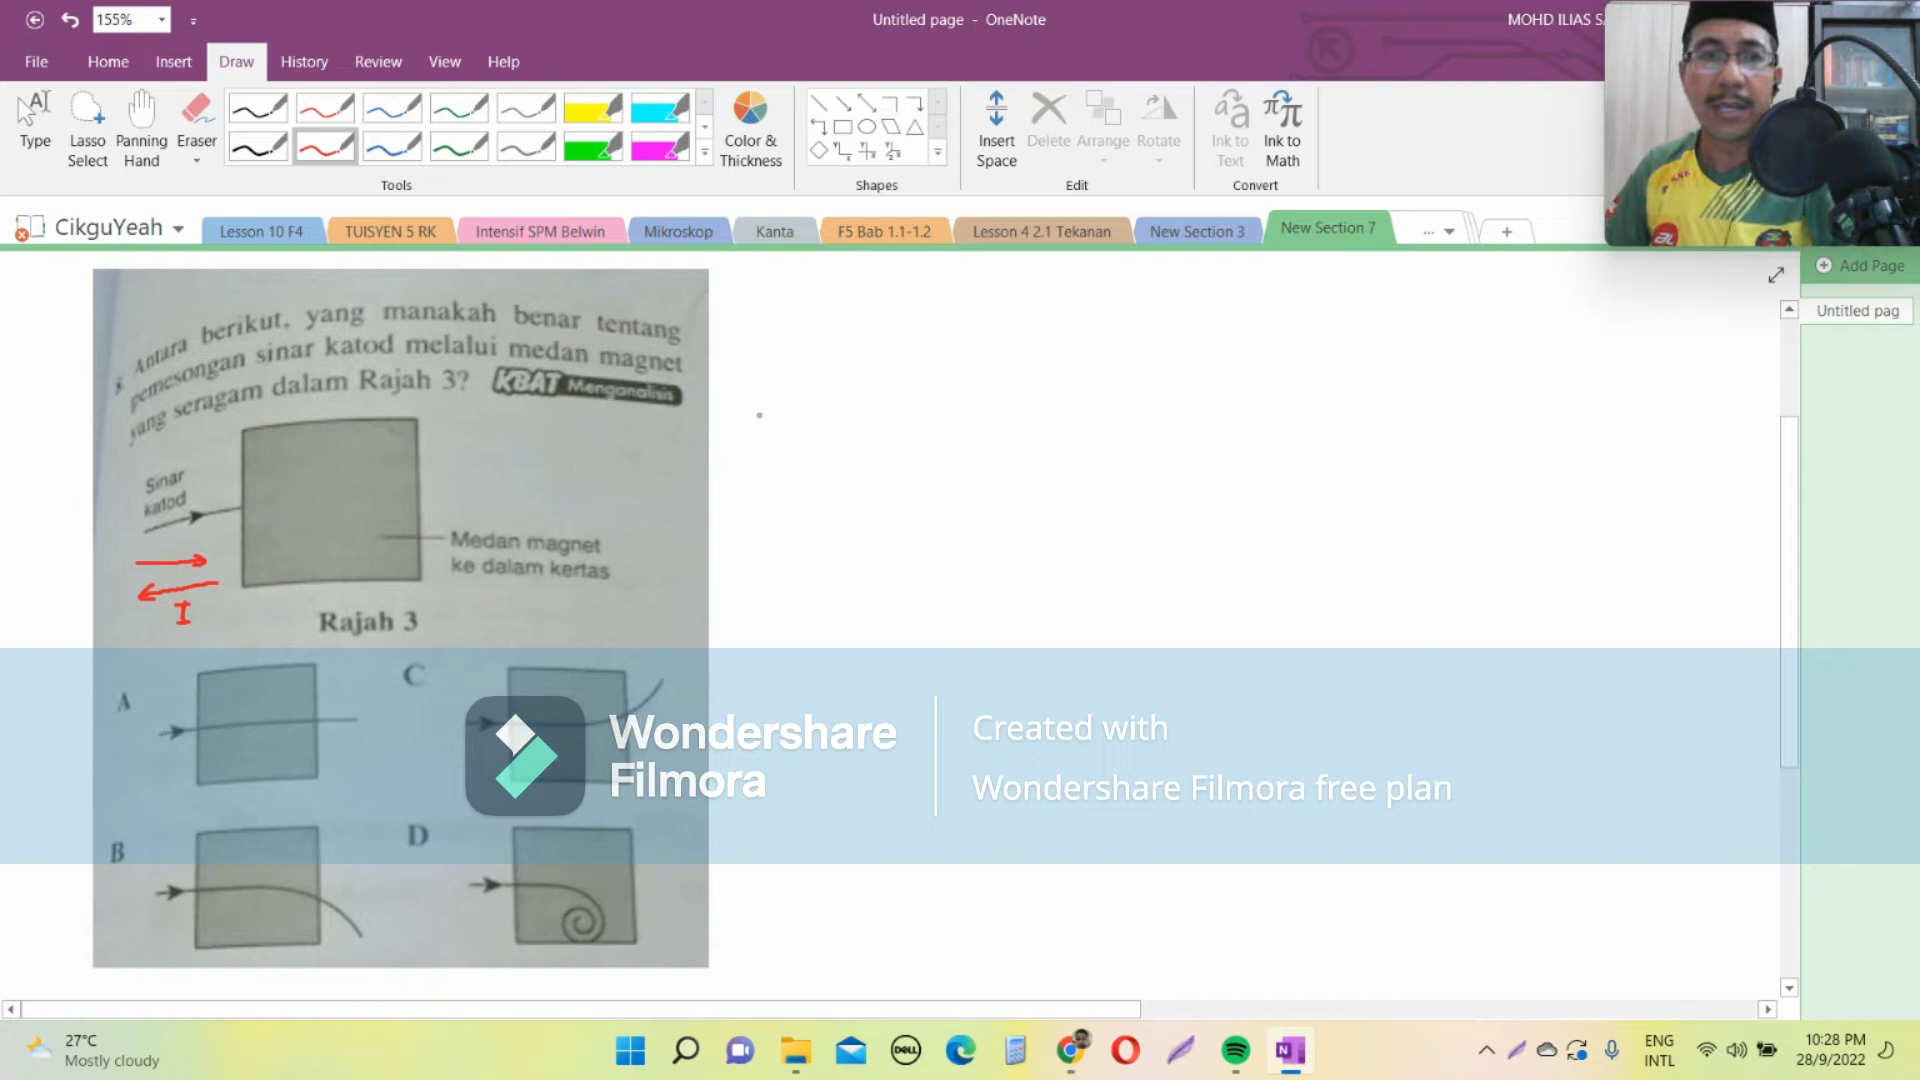 155%
Untitled page - OneNote
MOHD ILIAS S
File Home Insert Draw History Review View Help
Type
Lasso
Select
Panning
Hand
Eraser
Color &
Thickness
Insert
Space
Delete
Arrange
Rotate
Ink to
Text
Ink to
Math
Tools
Shapes
Edit
Convert
CikguYeah
Lesson 10 F4
TUISYEN 5 RK
Intensif SPM Belwin
Mikroskop
Kanta
F5 Bab 1.1-1.2
Lesson 4 2.1 Tekanan
New Section 3
New Section 7
...
Add Page
Untitled pag
Antara berikut, yang manakah benar tentang
pemesongan sinar katod melalui medan magnet
yang seragam dalam Rajah 3? KBAT Menganalisis
Sinar
katod
Medan magnet
ke dalam kertas
I
Rajah 3
A
C
B
D
Wondershare
Filmora
Created with
Wondershare Filmora free plan
27°C
Mostly cloudy
DELL
N
ENG
INTL
10:28 PM
28/9/2022